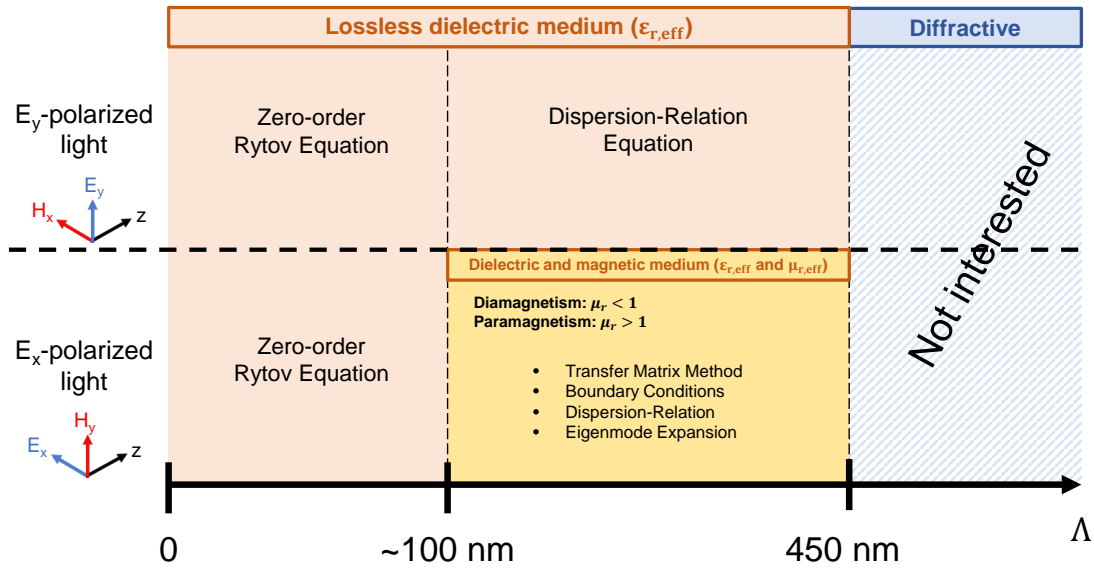 Lossless dielectric medium (εr,eff)
Diffractive
Ey-polarized
light
Zero-order
Rytov Equation
Dispersion-Relation
Equation
Ey
Hx
z
Not interested
Dielectric and magnetic medium (εr,eff and μr,eff)
Diamagnetism: μr < 1
Paramagnetism: μr > 1
Ex-polarized
light
Zero-order
Rytov Equation
• Transfer Matrix Method
• Boundary Conditions
• Dispersion-Relation
• Eigenmode Expansion
Hy
Ex
z
Λ
0
~100 nm
450 nm